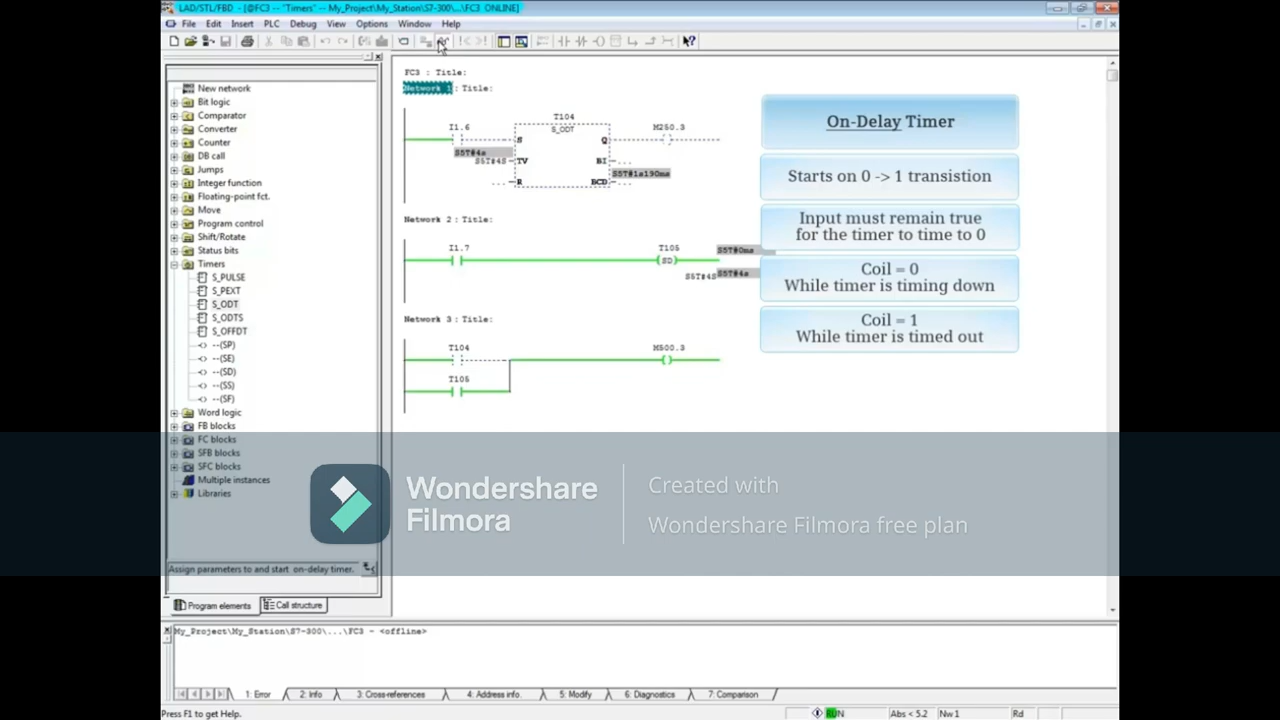 LAD/STL/FBD - [@FC3 -- "Timers" -- My_Project\My_Station\S7-300\...\FC3 ONLINE]
File Edit Insert PLC Debug View Options Window Help
New network
Bit logic
Comparator
Converter
Counter
DB call
Jumps
Integer function
Floating-point fct.
Move
Program control
Shift/Rotate
Status bits
Timers
S_PULSE
S_PEXT
S_ODT
S_ODTS
S_OFFDT
--(SP)
--(SE)
--(SD)
--(SS)
--(SF)
Word logic
FB blocks
FC blocks
SFB blocks
SFC blocks
Multiple instances
Libraries
Assign parameters to and start on-delay timer.
Program elements Call structure
FC3 : Title:
Network 1 : Title:
T104
I1.6 S_ODT M250.3
S Q
S5T#4s
S5T#4S TV BI ...
S5T#1s190ms
... R BCD ...
Network 2 : Title:
I1.7 T105 S5T#0ms
(SD)
S5T#4S S5T#4s
Network 3 : Title:
T104 M500.3
T105
On-Delay Timer
Starts on 0 -> 1 transistion
Input must remain true
for the timer to time to 0
Coil = 0
While timer is timing down
Coil = 1
While timer is timed out
Wondershare
Filmora
Created with
Wondershare Filmora free plan
My_Project\My_Station\S7-300\...\FC3 - <offline>
1: Error 2: Info 3: Cross-references 4: Address info. 5: Modify 6: Diagnostics 7: Comparison
Press F1 to get Help. RUN Abs < 5.2 Nw 1 Rd